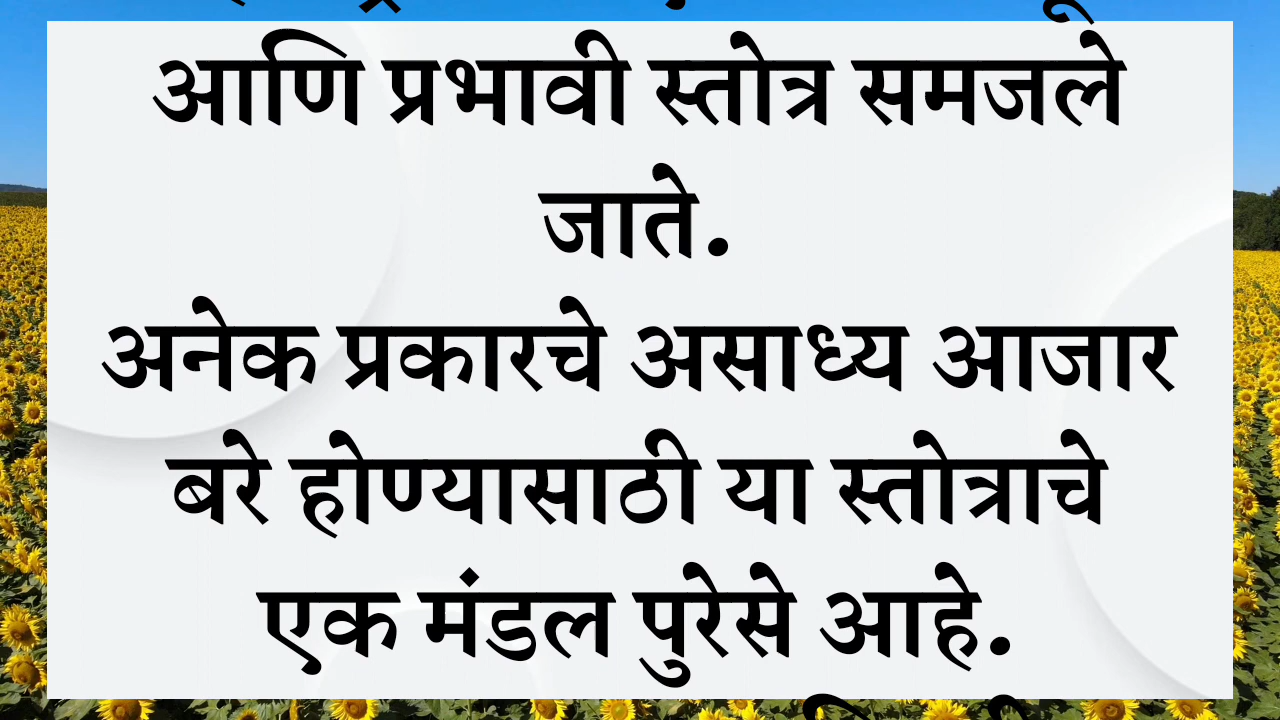 आणि प्रभावी स्तोत्र समजले
जाते.
अनेक प्रकारचे असाध्य आजार
बरे होण्यासाठी या स्तोत्राचे
एक मंडल पुरेसे आहे.